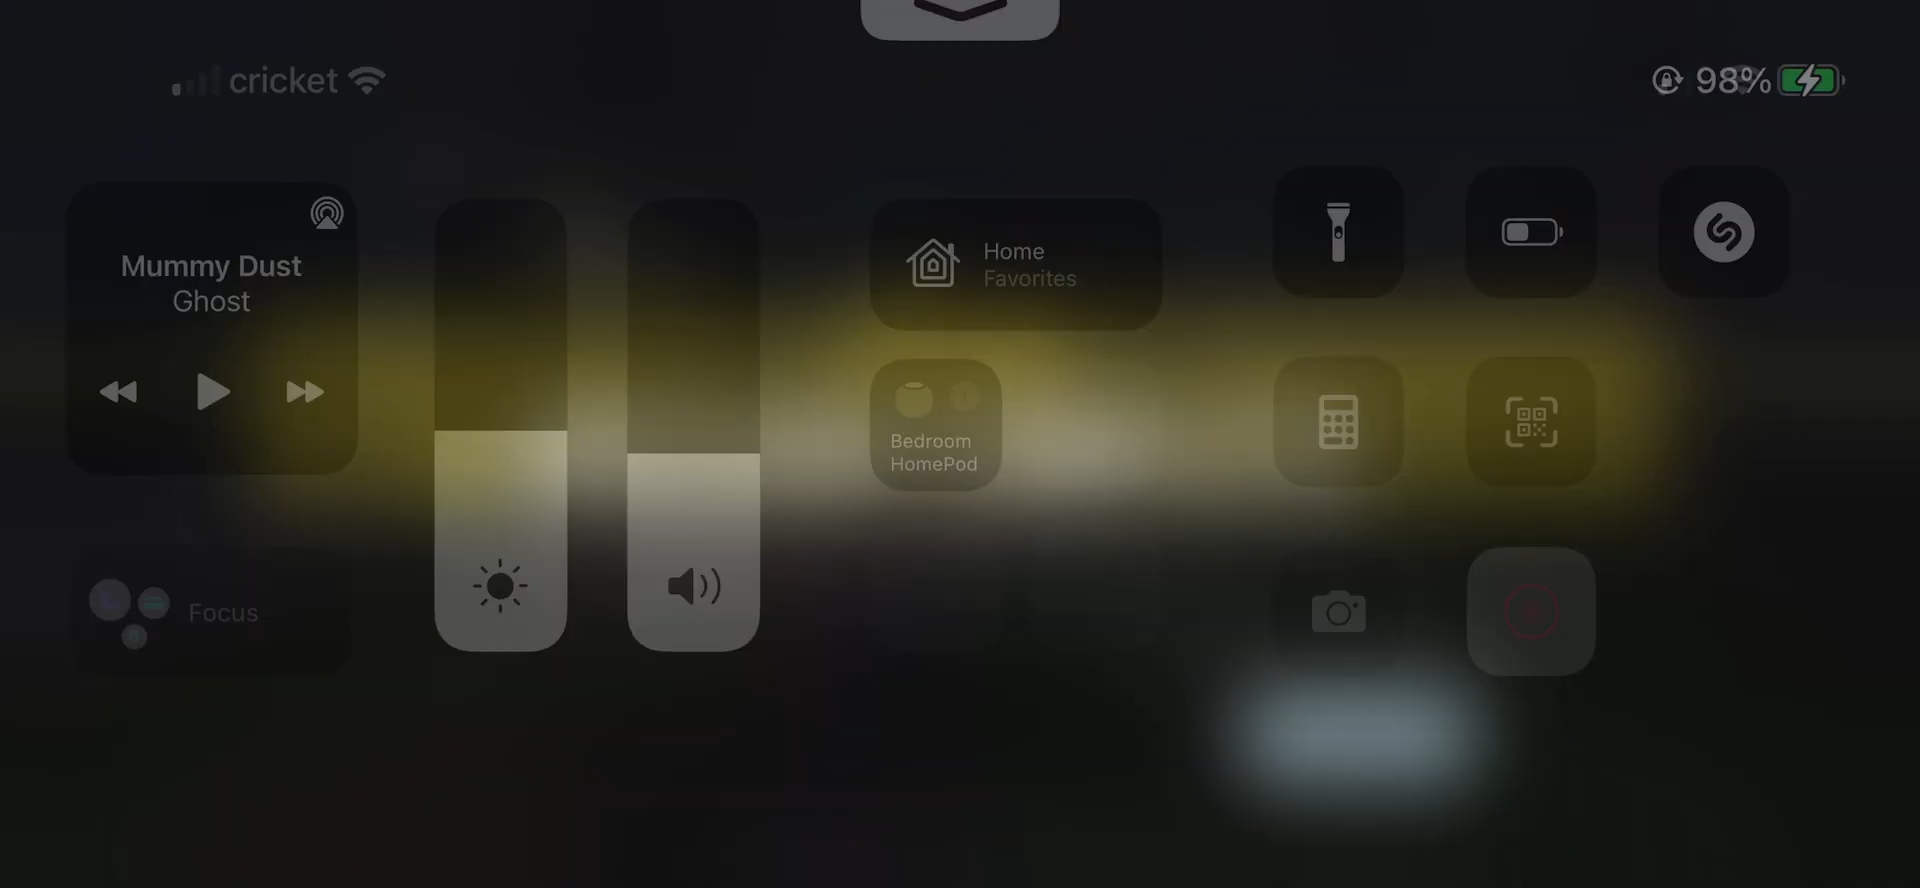 cricket
98%
Mummy Dust
Ghost
Home
Favorites
Bedroom
HomePod
Focus